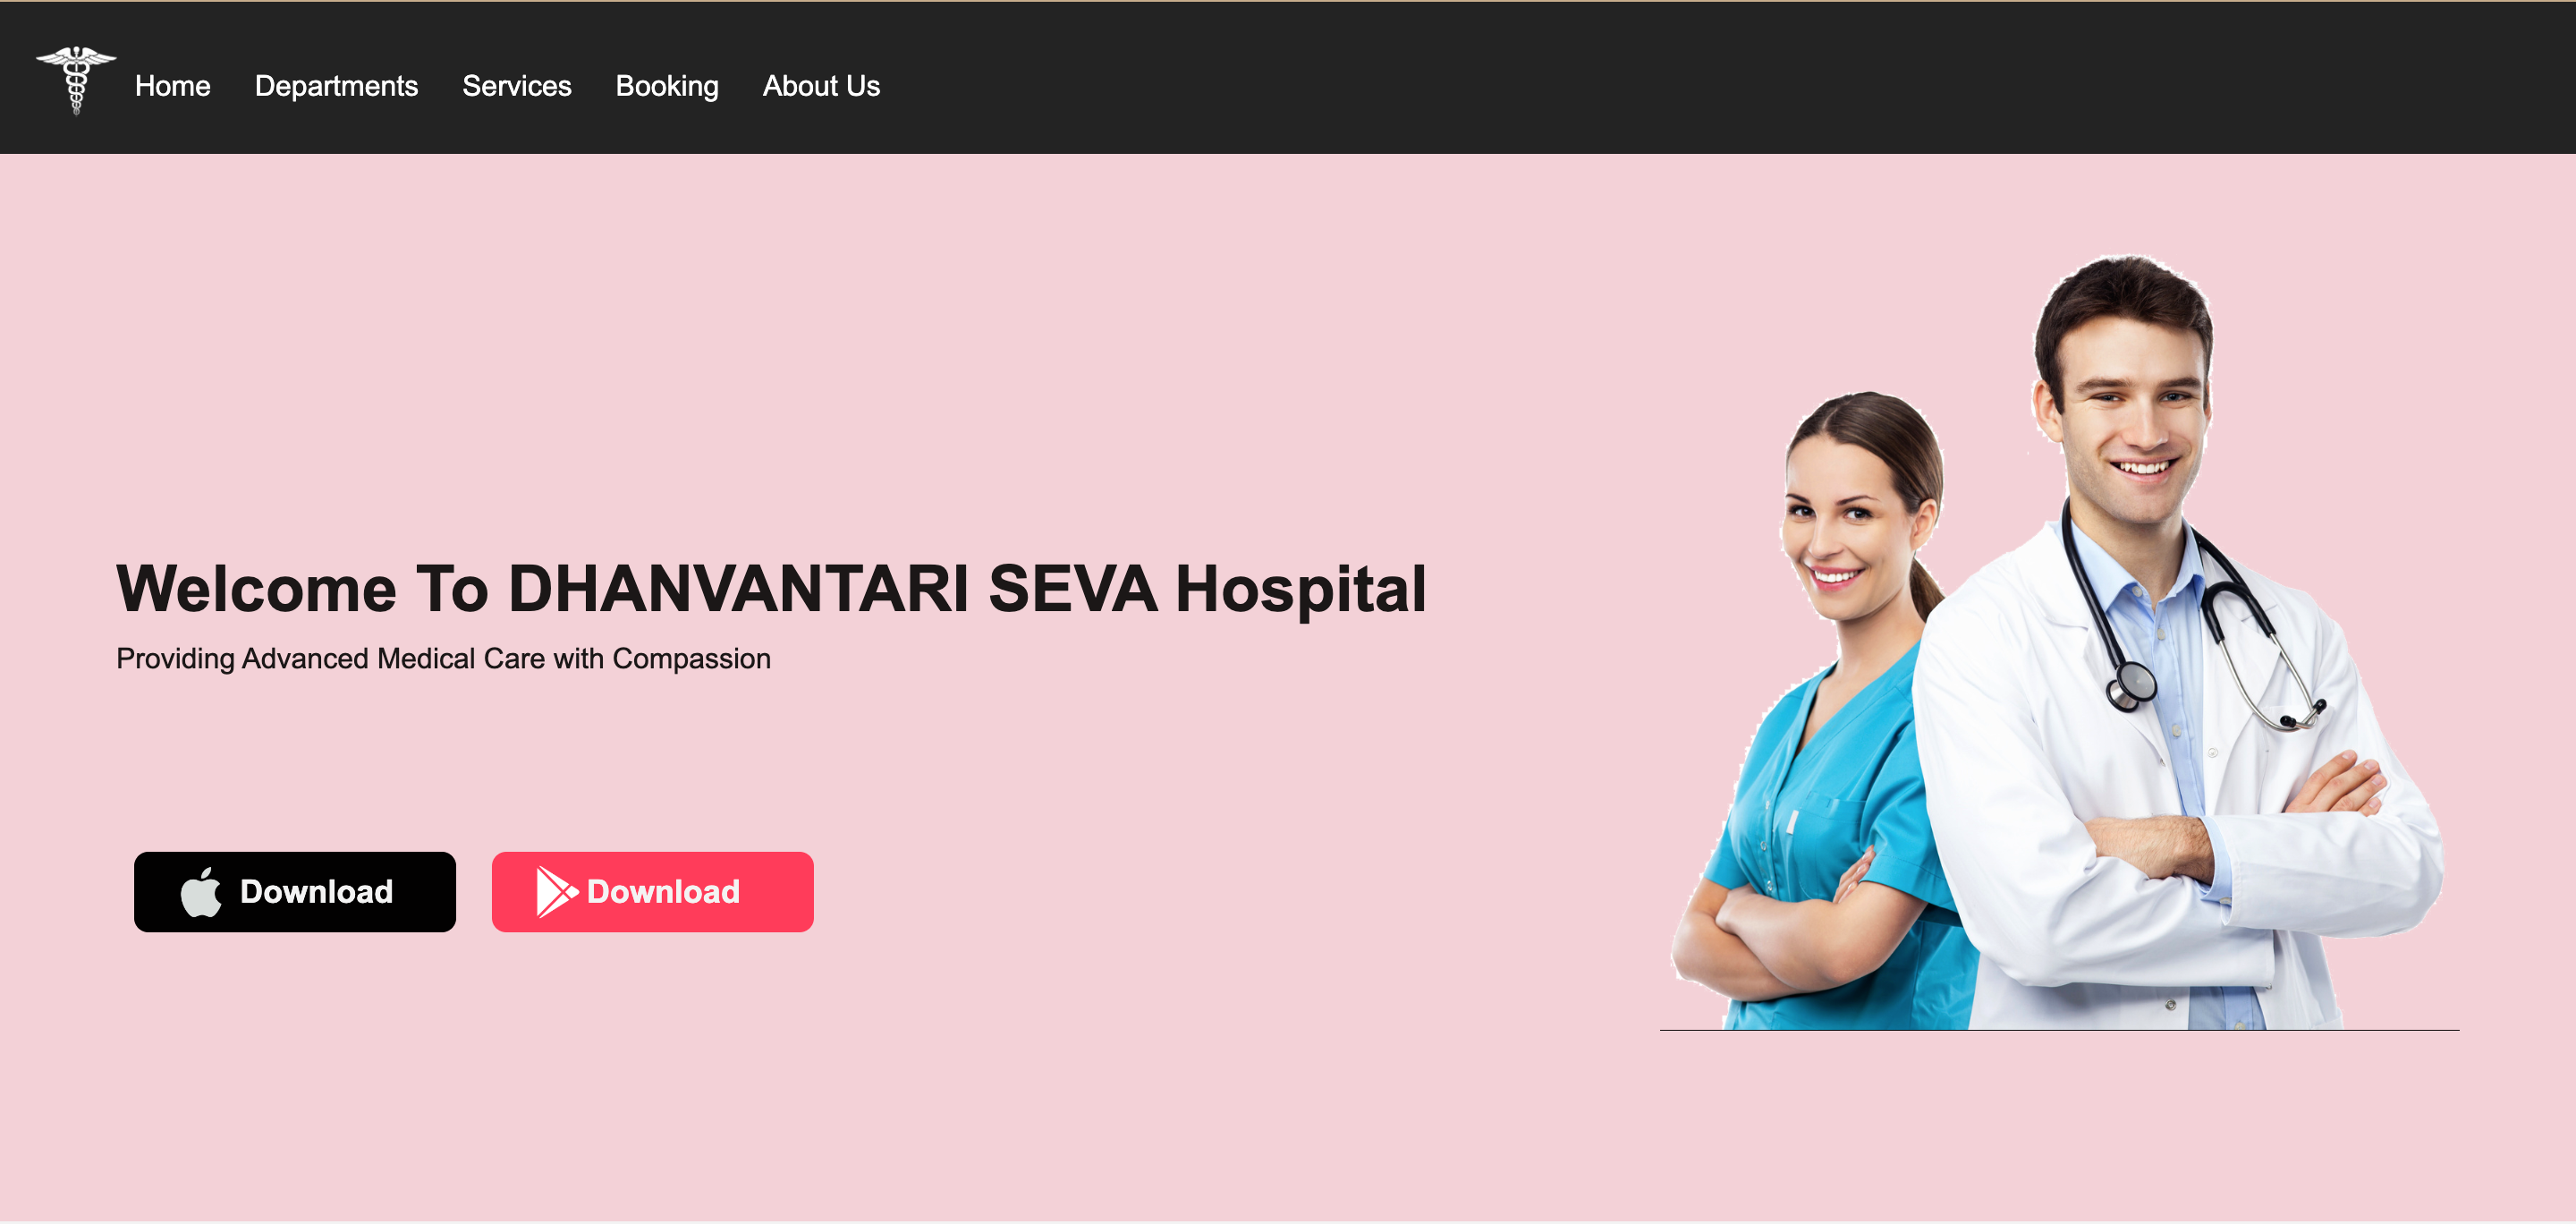 Home Departments Services Booking About Us
Welcome To DHANVANTARI SEVA Hospital
Providing Advanced Medical Care with Compassion
Download Download